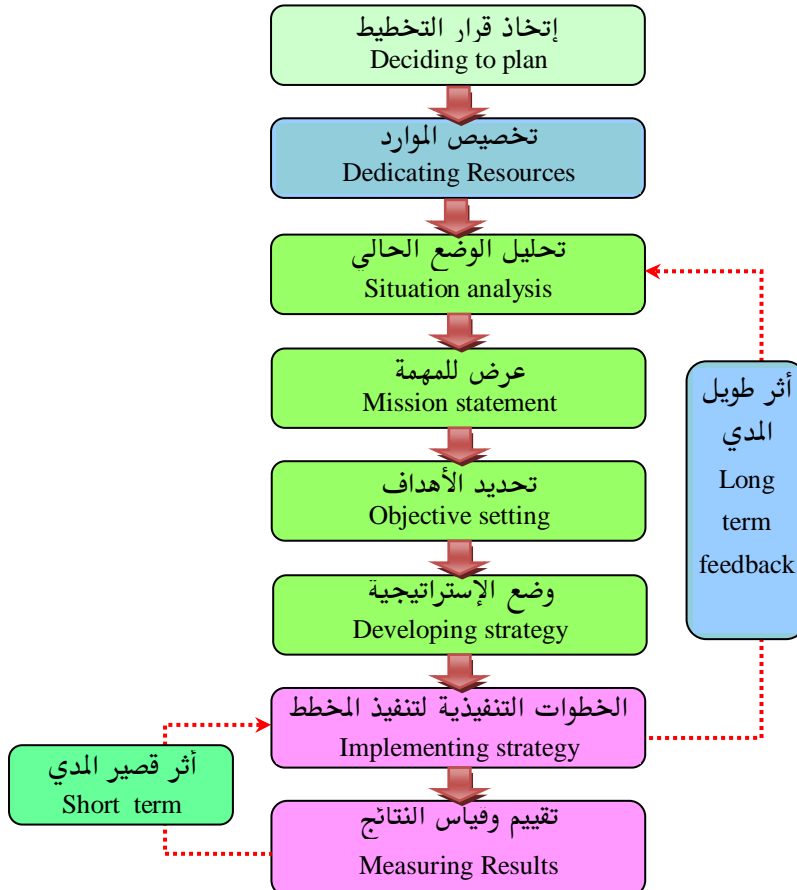 إتخاذ قرار التخطيط
Deciding to plan
تخصيص الموارد
Dedicating Resources
تحليل الوضع الحالي
Situation analysis
عرض للمهمة
Mission statement
تحديد الأهداف
Objective setting
وضع الإستراتيجية
Developing strategy
الخطوات التنفيذية لتنفيذ المخطط
Implementing strategy
تقييم وقياس النتائج
Measuring Results
أثر طويل
المدي
Long
term
feedback
أثر قصير المدي
Short term